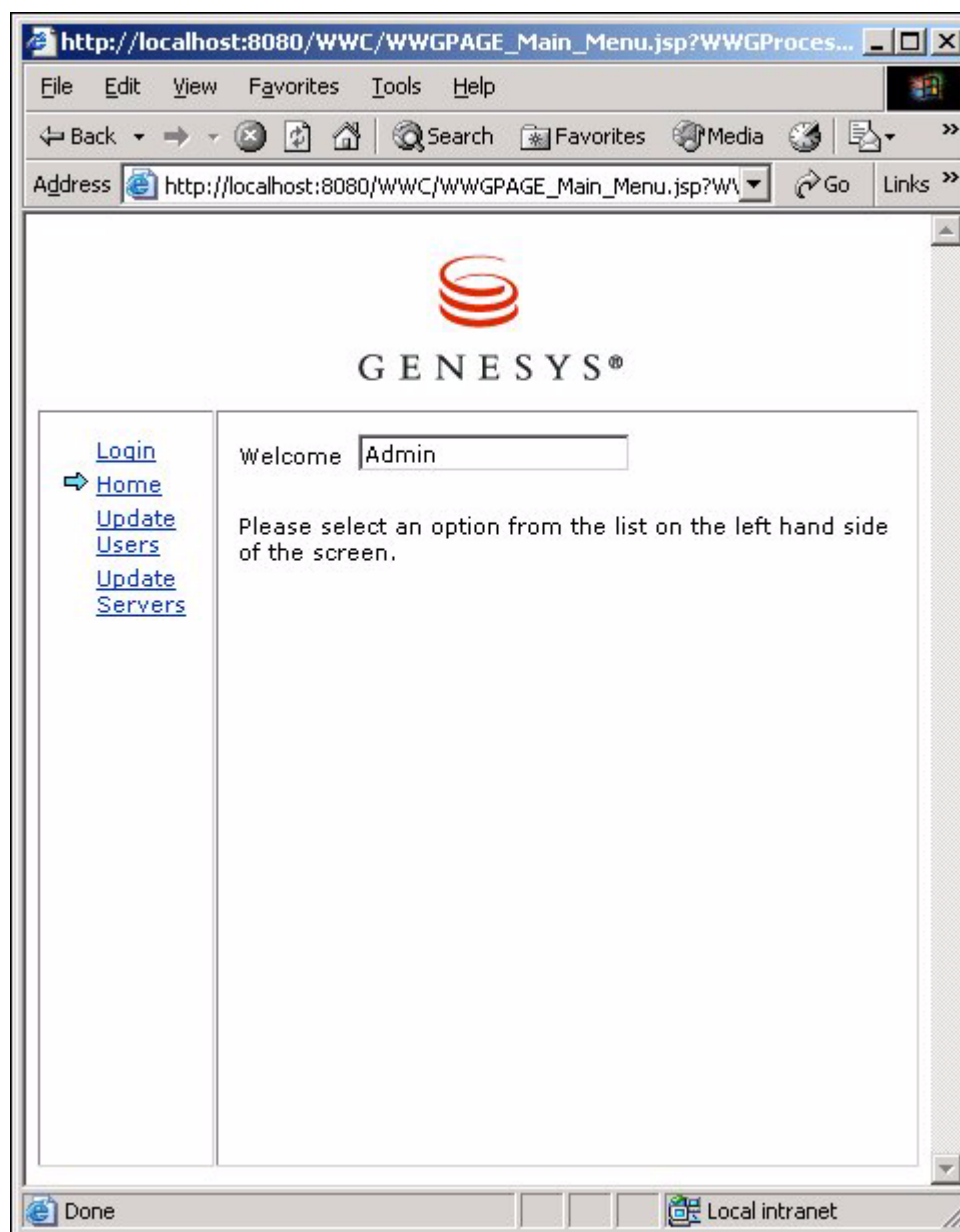 http://localhost:8080/WWC/WWGPAGE_Main_Menu.jsp?WWGProces...
File Edit View Favorites Tools Help
Back Search Favorites Media »
Address http://localhost:8080/WWC/WWGPAGE_Main_Menu.jsp?WW Go Links »
GENESYS®
Login
Home
Update
Users
Update
Servers
Welcome Admin
Please select an option from the list on the left hand side
of the screen.
Done Local intranet